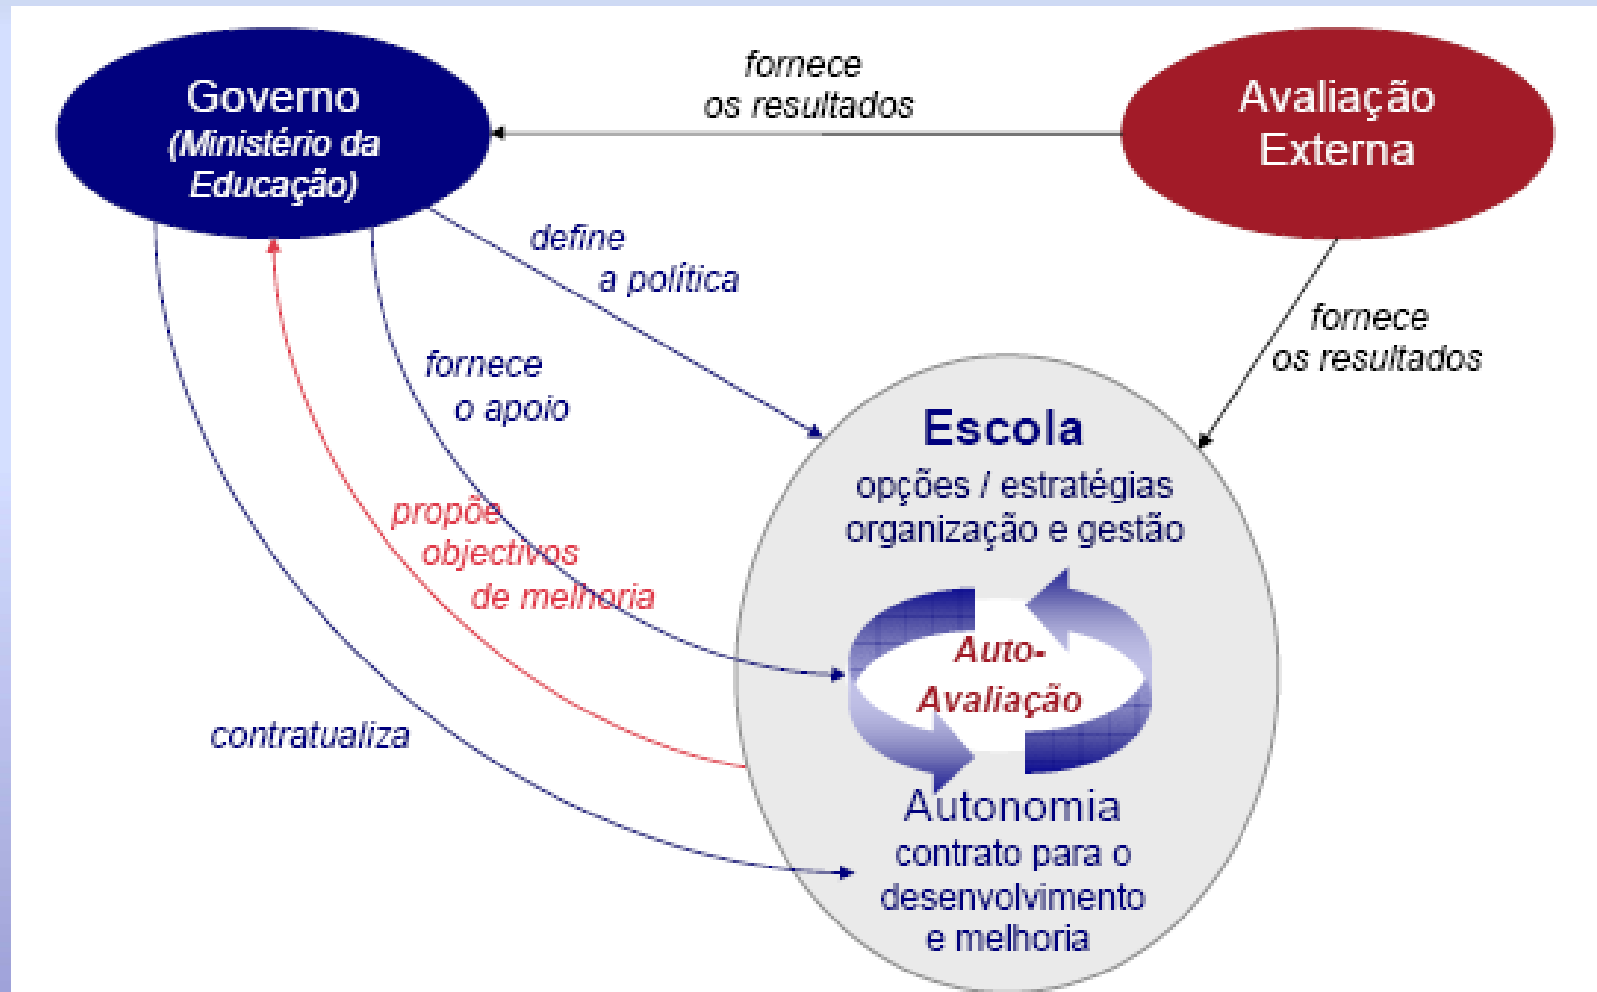 Governo
(Ministério da
Educação)
fornece
os resultados
Avaliação
Externa
define
a política
fornece
os resultados
fornece
o apoio
propõe
objectivos
de melhoria
contratualiza
Escola
opções / estratégias
organização e gestão
Auto-
Avaliação
Autonomia
contrato para o
desenvolvimento
e melhoria